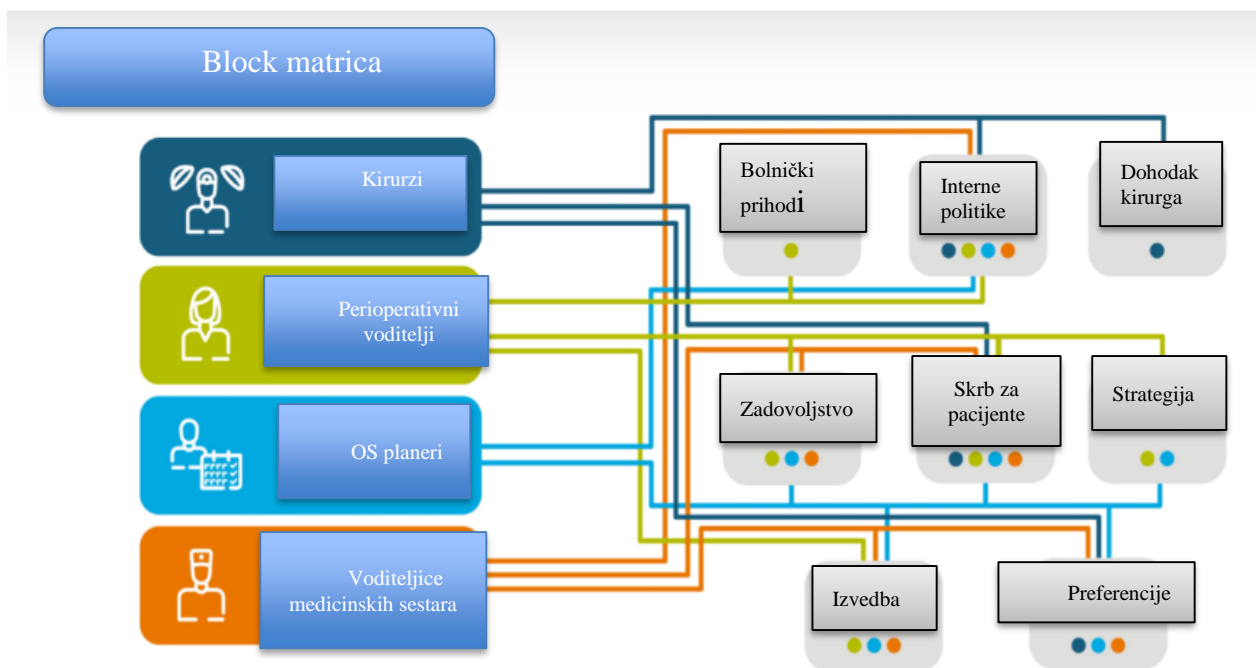 Block matrica
Kirurzi
Bolnički
prihodi
Interne
politike
Dohodak
kirurga
Perioperativni
voditelji
Zadovoljstvo
Skrb za
pacijente
Strategija
OS planeri
Voditeljice
medicinskih sestara
Izvedba
Preferencije